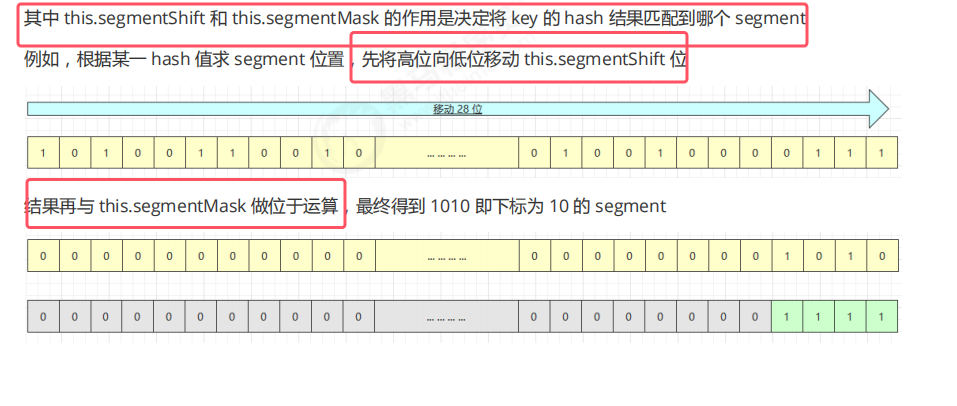 其中 this.segmentShift 和 this.segmentMask 的作用是决定将 key 的 hash 结果匹配到哪个 segment
例如，根据某一 hash 值求 segment 位置，先将高位向低位移动 this.segmentShift 位
移动 28 位
1 0 1 0 0 1 1 0 0 1 0 ... ... ... ... 0 1 0 0 1 0 0 0 0 1 1 1
结果再与 this.segmentMask 做位于运算，最终得到 1010 即下标为 10 的 segment
0 0 0 0 0 0 0 0 0 0 0 ... ... ... ... 0 0 0 0 0 0 0 0 1 0 1 0
0 0 0 0 0 0 0 0 0 0 0 ... ... ... ... 0 0 0 0 0 0 0 0 1 1 1 1